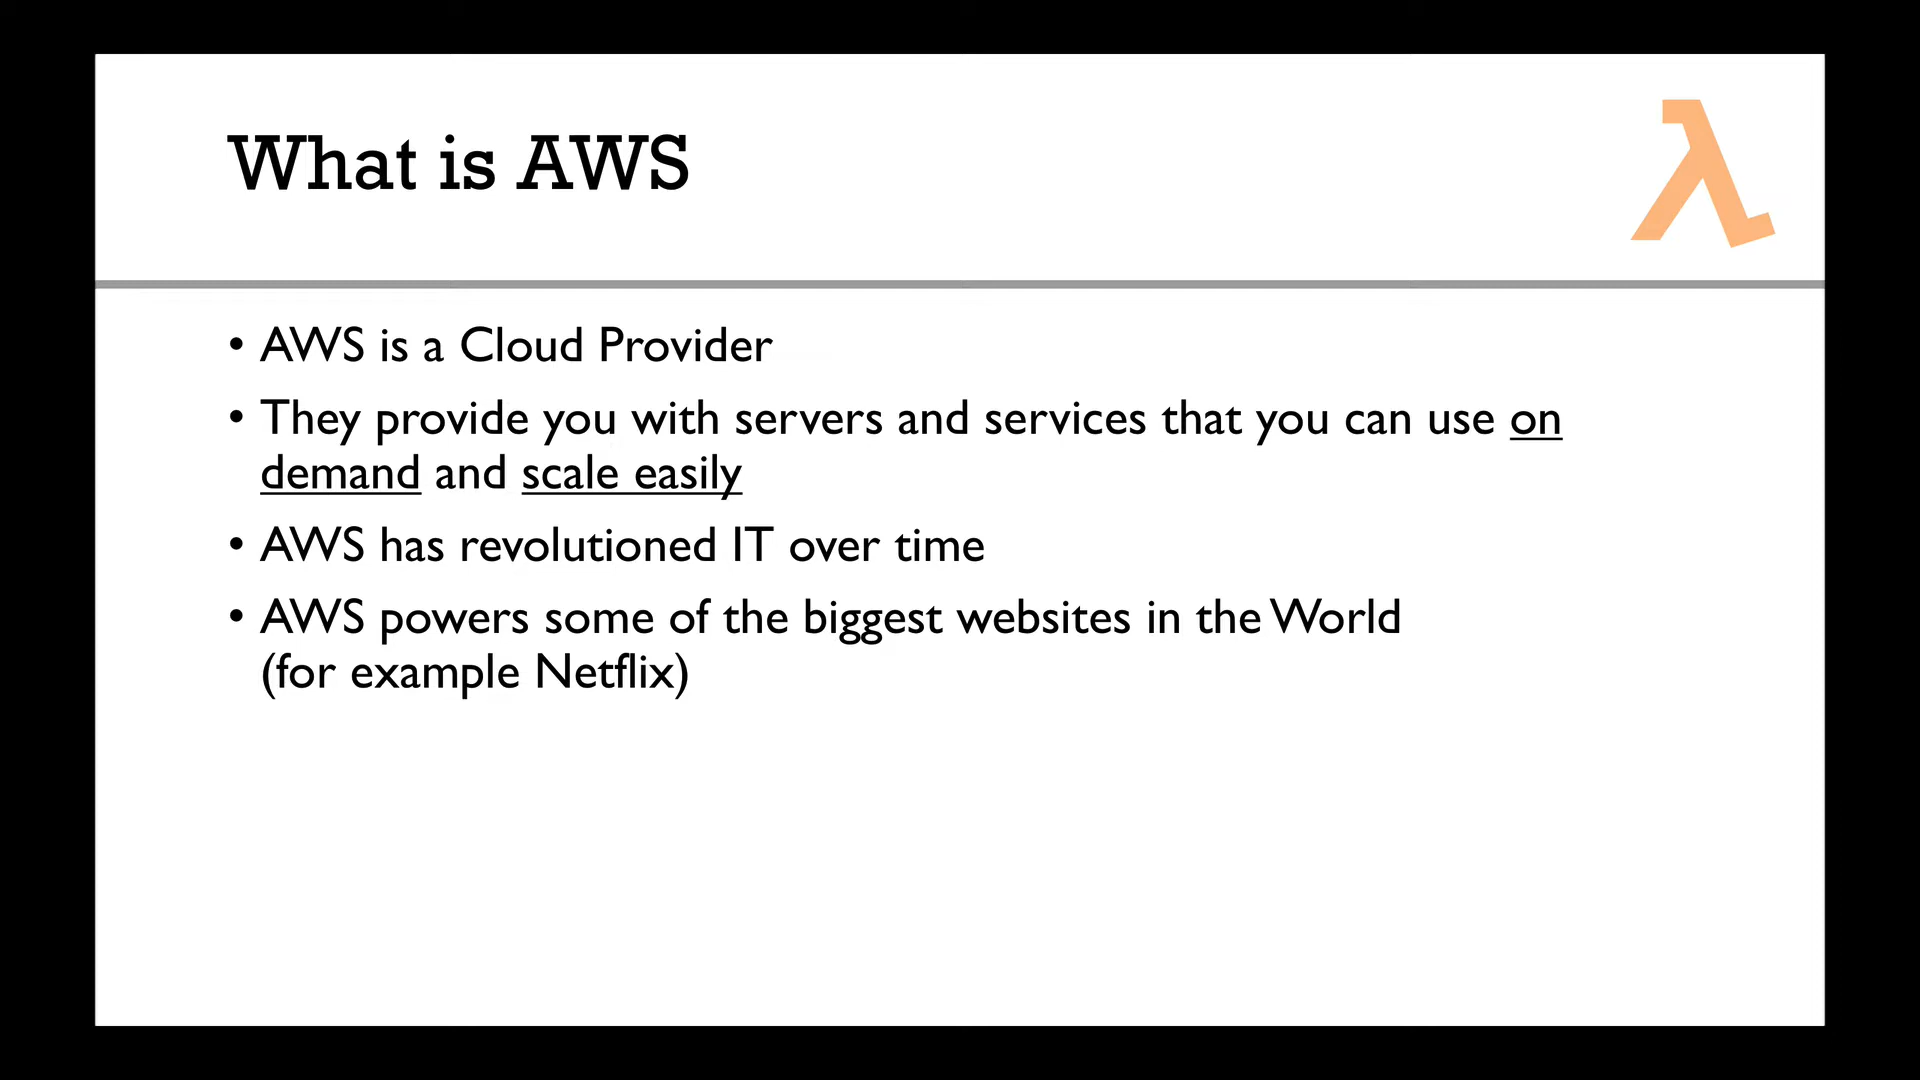 What is AWS
• AWS is a Cloud Provider
• They provide you with servers and services that you can use on
demand and scale easily
• AWS has revolutioned IT over time
• AWS powers some of the biggest websites in the World
(for example Netflix)